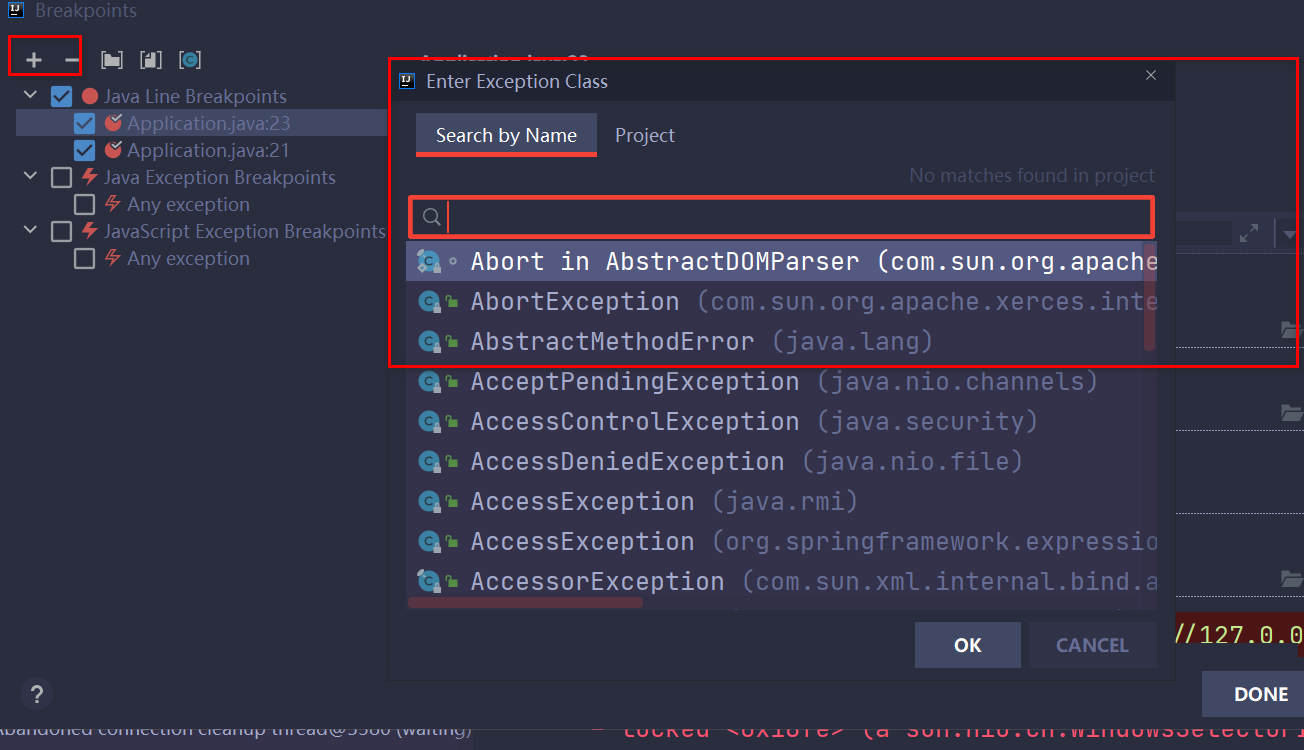 Breakpoints
Application.java:23
Java Line Breakpoints
Application.java:23
Application.java:21
Java Exception Breakpoints
Any exception
JavaScript Exception Breakpoints
Any exception
Enter Exception Class
Search by Name Project
No matches found in project
Abort in AbstractDOMParser (com.sun.org.apache
AbortException (com.sun.org.apache.xerces.inte
AbstractMethodError (java.lang)
AcceptPendingException (java.nio.channels)
AccessControlException (java.security)
AccessDeniedException (java.nio.file)
AccessException (java.rmi)
AccessException (org.springframework.expressio
AccessorException (com.sun.xml.internal.bind.a
OK CANCEL
//127.0.0
? DONE
Abandoned connection cleanup thread@5580 (waiting)